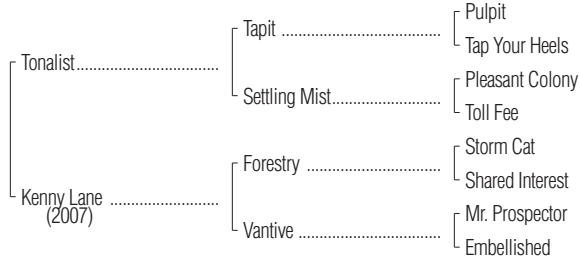 Pulpit
Tapit ........................................
Tap Your Heels
Tonalist....................................
Pleasant Colony
Settling Mist...........................
Toll Fee
Storm Cat
Forestry ..................................
Shared Interest
Kenny Lane ...........................
(2007)
Mr. Prospector
Vantive ....................................
Embellished